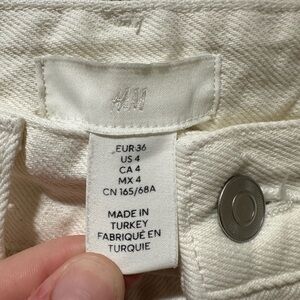 H&M
EUR 36
US 4
CA 4
MX 4
CN 165/68A
MADE IN
TURKEY
FABRIQUÉ EN
TURQUIE